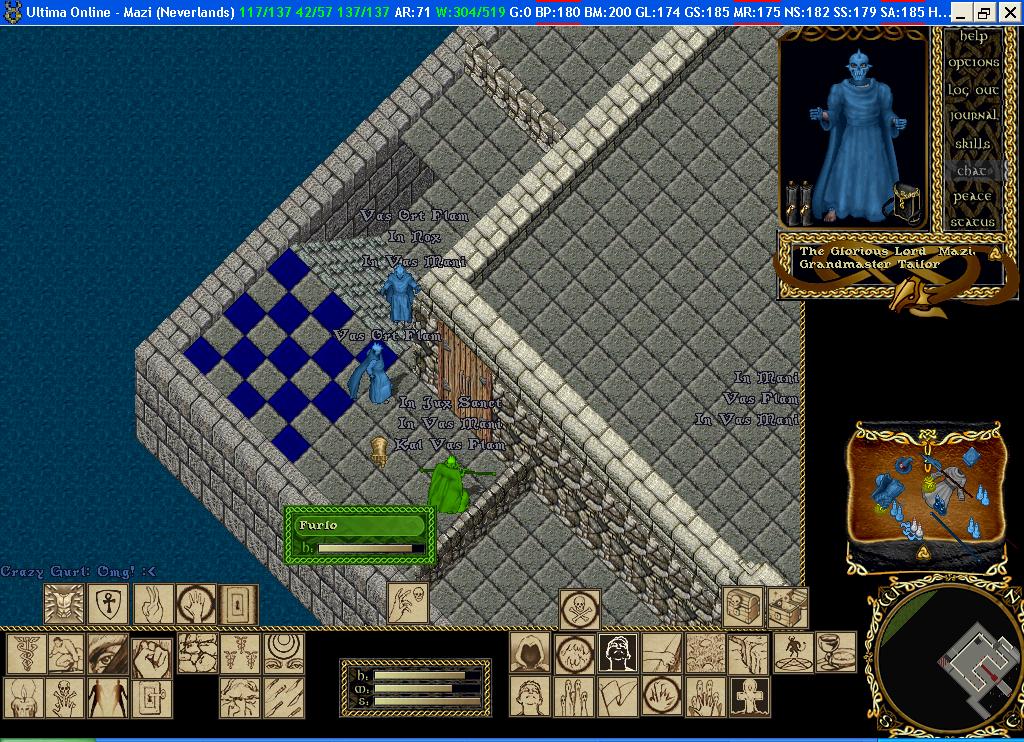 Ultima Online - Mazi (Neverlands) 117/137 42/57 137/137 AR:71 W:304/519 G:0 BP:180 BM:200 GL:174 GS:185 MR:175 NS:182 SS:179 SA:185 H...
help
options
log out
journal
skills
chat
peace
status
Vas Ort Flam
In Nox
In Vas Mani
The Glorious Lord Mazi,
Grandmaster Tailor
Vas Ort Flam
In Mani
Vas Flam
In Vas Mani
In Jux Sanct
In Vas Mani
Kal Vas Flam
Furio
h:
Crazy Gurl: Omg! :<
W
N
h:
m:
s:
S